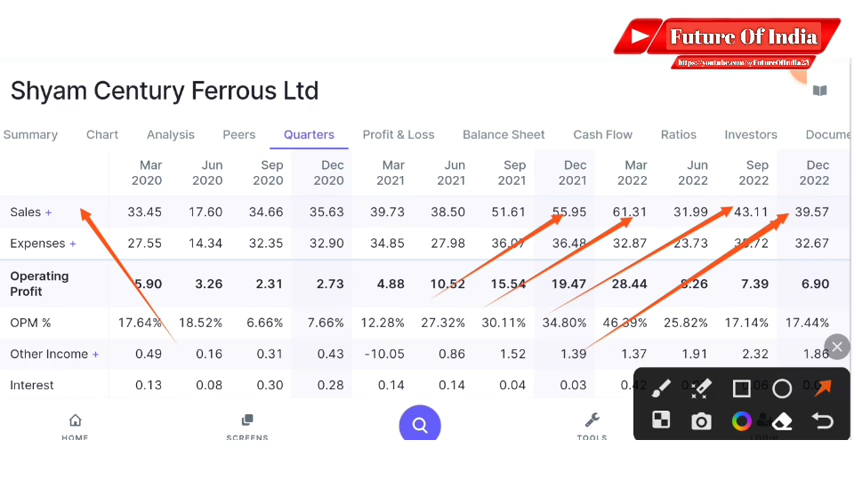 Future Of India
Shyam Century Ferrous Ltd
Summary Chart Analysis Peers Quarters Profit & Loss Balance Sheet Cash Flow Ratios Investors Docume
Mar 2020 Jun 2020 Sep 2020 Dec 2020 Mar 2021 Jun 2021 Sep 2021 Dec 2021 Mar 2022 Jun 2022 Sep 2022 Dec 2022
Sales + 33.45 17.60 34.66 35.63 39.73 38.50 51.61 55.95 61.31 31.99 43.11 39.57
Expenses + 27.55 14.34 32.35 32.90 34.85 27.98 36.07 36.48 32.87 23.73 32.67
Operating Profit 5.90 3.26 2.31 2.73 4.88 10.52 15.54 19.47 28.44 8.26 7.39 6.90
OPM % 17.64% 18.52% 6.66% 7.66% 12.28% 27.32% 30.11% 34.80% 46.39% 25.82% 17.14% 17.44%
Other Income + 0.49 0.16 0.31 0.43 -10.05 0.86 1.52 1.39 1.37 1.91 2.32 1.86
Interest 0.13 0.08 0.30 0.28 0.14 0.14 0.04 0.03
HOME SCREENS TOOLS